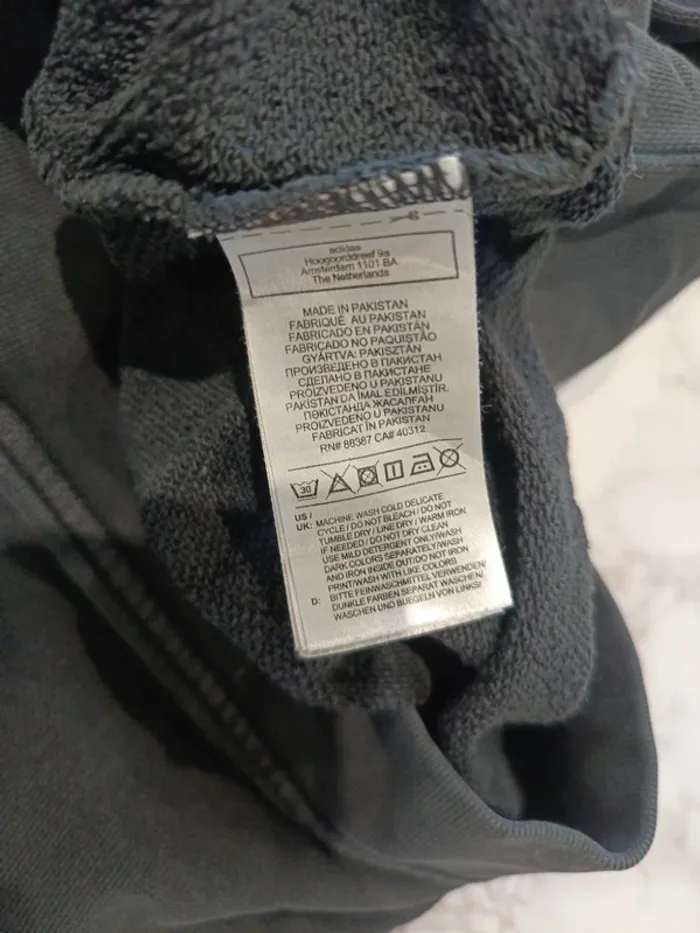 adidas
Hoogoorddreef 9a
Amsterdam 1101 BA
The Netherlands
MADE IN PAKISTAN
FABRIQUÉ AU PAKISTAN
FABRICADO EN PAKISTÁN
FABRICADO NO PAQUISTÃO
GYÁRTVA: PAKISZTÁN
ПРОИЗВЕДЕНО В ПАКИСТАН
СДЕЛАНО В ПАКИСТАНЕ
PROIZVEDENO U PAKISTANU
PAKİSTAN'DA İMAL EDİLMİŞTİR.
ПӘКІСТАНДА ЖАСАЛҒАН
PROIZVEDENO U PAKISTANU
FABRICAT ÎN PAKISTAN
RN# 88387 CA# 40312
30
US / UK: MACHINE WASH COLD DELICATE
CYCLE / DO NOT BLEACH / DO NOT
TUMBLE DRY / LINE DRY / WARM IRON
IF NEEDED / DO NOT DRY CLEAN
USE MILD DETERGENT ONLY/WASH
DARK COLORS SEPARATELY/WASH
AND IRON INSIDE OUT/DO NOT IRON
PRINT/WASH WITH LIKE COLORS
D: BITTE FEINWASCHMITTEL VERWENDEN/
DUNKLE FARBEN SEPARAT WASCHEN/
WASCHEN UND BUEGELN VON LINKS/